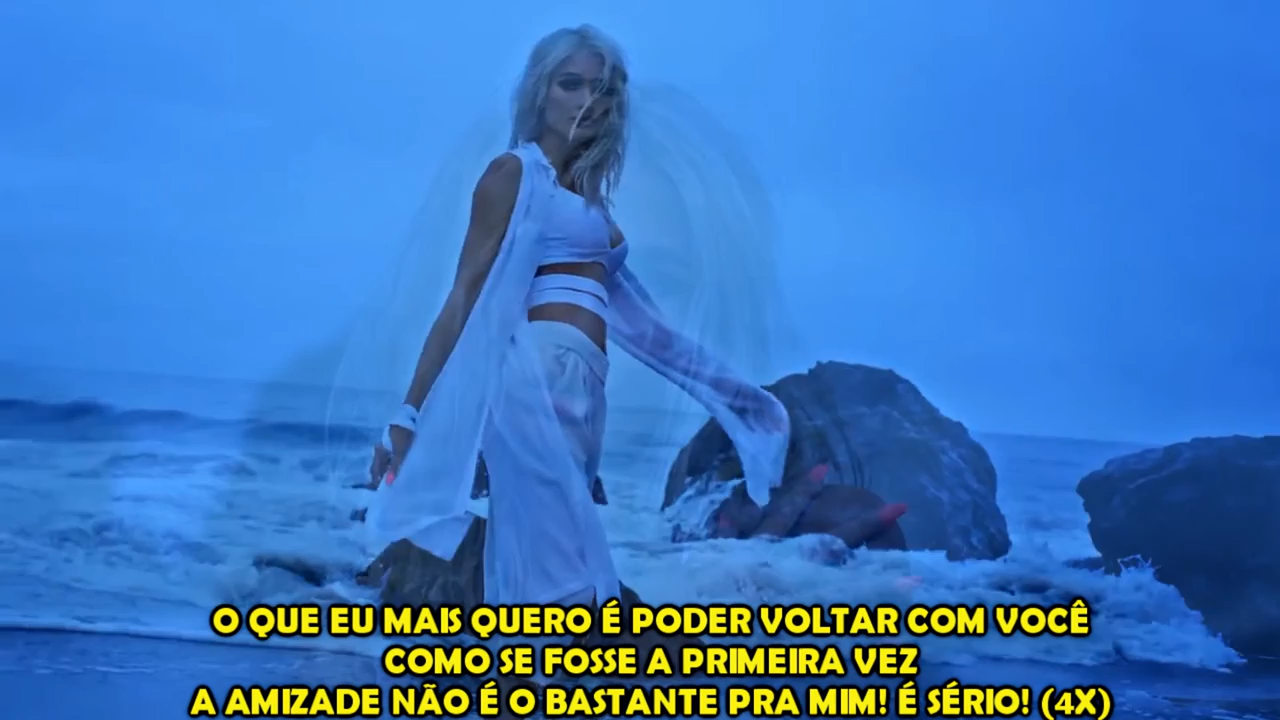 O QUE EU MAIS QUERO É PODER VOLTAR COM VOCÊ
COMO SE FOSSE A PRIMEIRA VEZ
A AMIZADE NÃO É O BASTANTE PRA MIM! É SÉRIO! (4X)